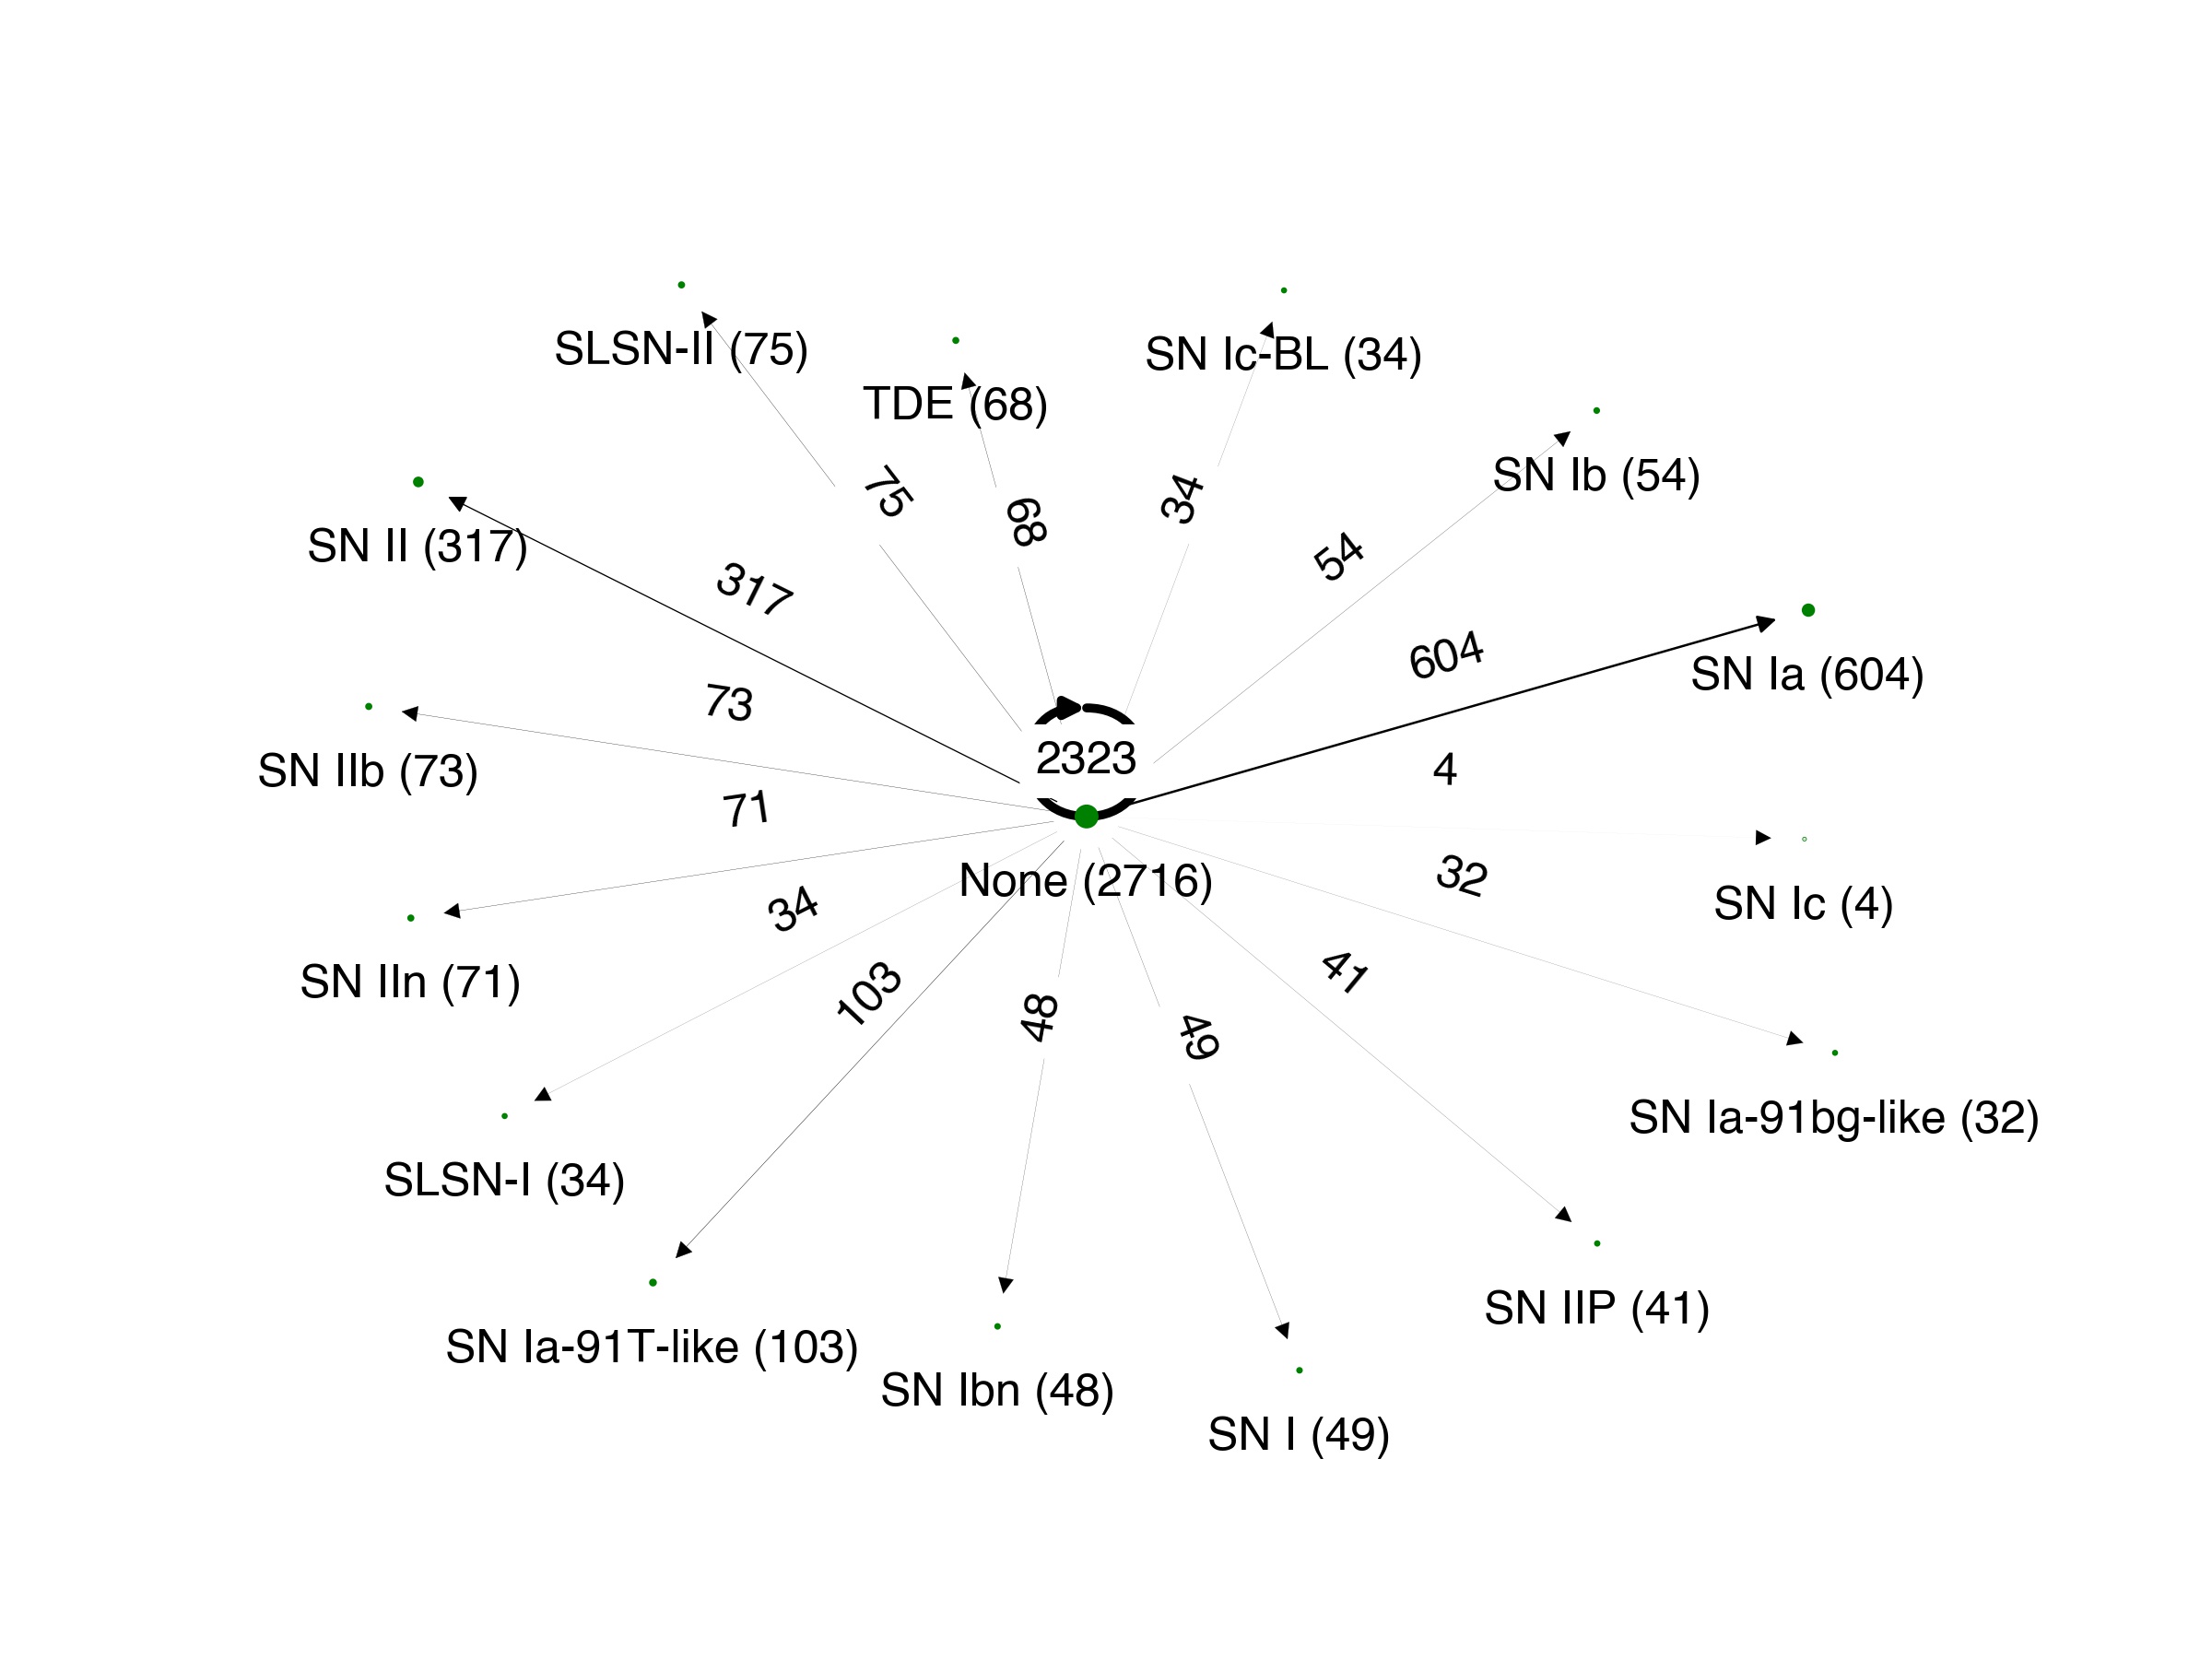 SLSN-II (75)
SN Ic-BL (34)
TDE (68)
SN Ib (54)
75
34
68
SN II (317)
54
317
604
SN Ia (604)
73
2323
4
SN IIb (73)
71
32
None (2716)
34
SN Ic (4)
41
103
SN IIn (71)
48
49
SN Ia-91bg-like (32)
SLSN-I (34)
SN IIP (41)
SN Ia-91T-like (103)
SN Ibn (48)
SN I (49)